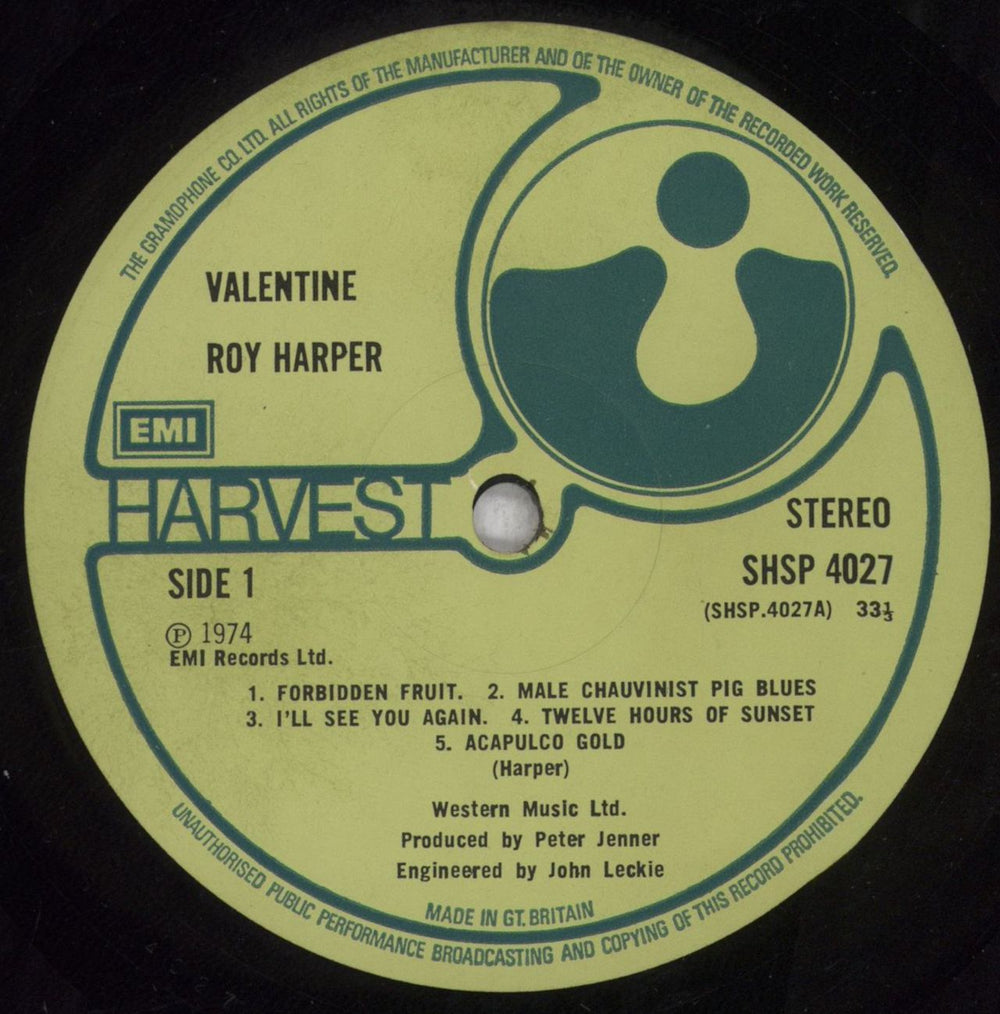 THE GRAMOPHONE CO. LTD. ALL RIGHTS OF THE MANUFACTURER AND OF THE OWNER OF THE RECORDED WORK RESERVED.
VALENTINE
ROY HARPER
EMI
HARVEST
STEREO
SHSP 4027
(SHSP.4027A) 33⅓
SIDE 1
Ⓟ 1974
EMI Records Ltd.
1. FORBIDDEN FRUIT. 2. MALE CHAUVINIST PIG BLUES
3. I'LL SEE YOU AGAIN. 4. TWELVE HOURS OF SUNSET
5. ACAPULCO GOLD
(Harper)
Western Music Ltd.
Produced by Peter Jenner
Engineered by John Leckie
MADE IN GT. BRITAIN
UNAUTHORISED PUBLIC PERFORMANCE BROADCASTING AND COPYING OF THIS RECORD PROHIBITED.